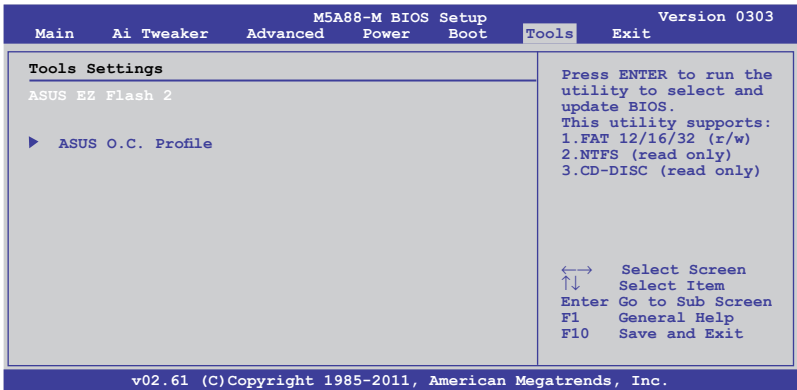 M5A88-M BIOS Setup Version 0303
Main Ai Tweaker Advanced Power Boot Tools Exit
Tools Settings
ASUS EZ Flash 2
ASUS O.C. Profile
Press ENTER to run the
utility to select and
update BIOS.
This utility supports:
1.FAT 12/16/32 (r/w)
2.NTFS (read only)
3.CD-DISC (read only)
←→ Select Screen
↑↓ Select Item
Enter Go to Sub Screen
F1 General Help
F10 Save and Exit
v02.61 (C)Copyright 1985-2011, American Megatrends, Inc.